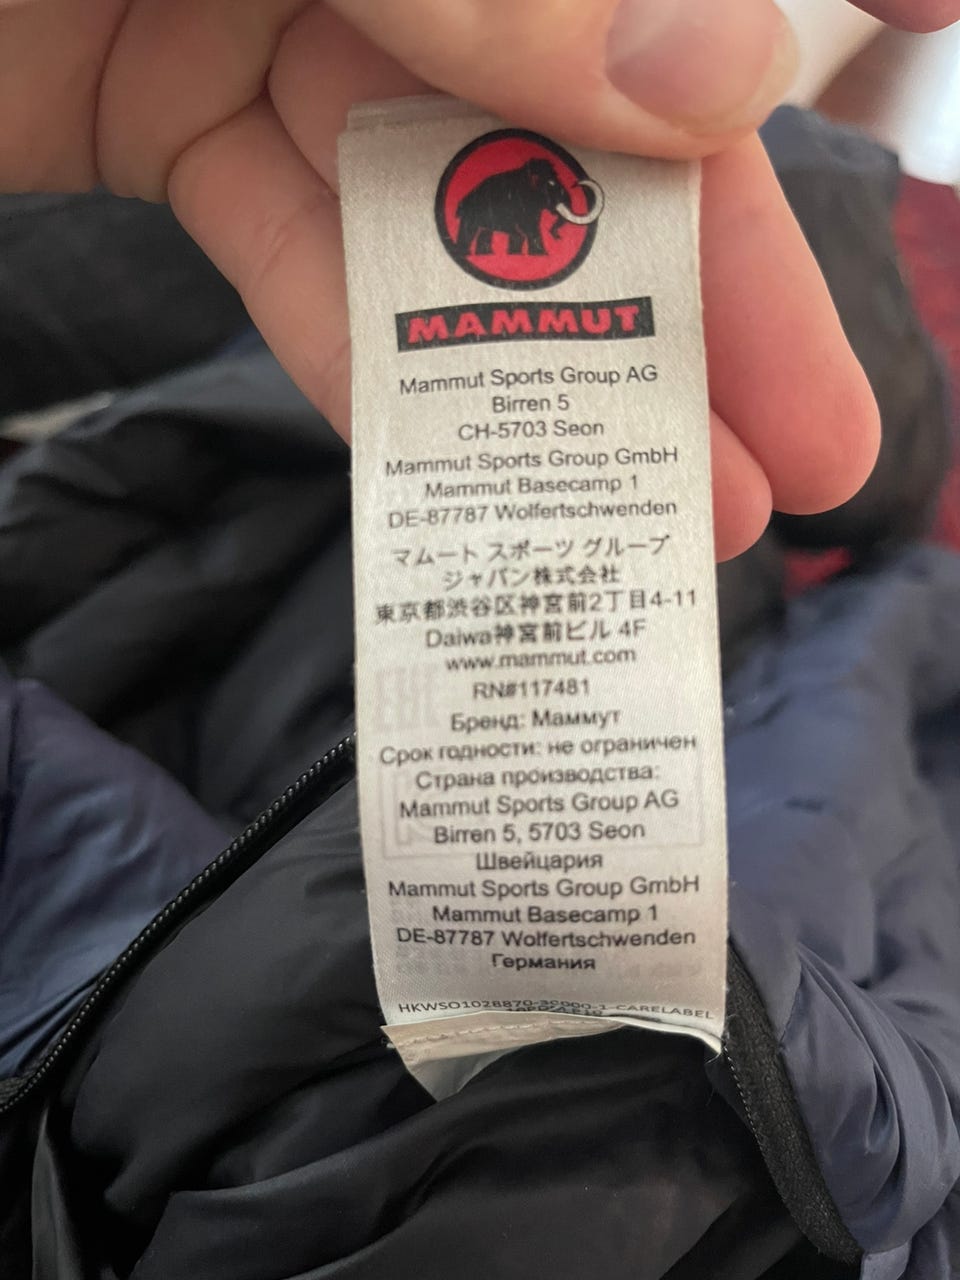 MAMMUT
Mammut Sports Group AG
Birren 5
CH-5703 Seon
Mammut Sports Group GmbH
Mammut Basecamp 1
DE-87787 Wolfertschwenden
マムート スポーツ グループ
ジャパン株式会社
東京都渋谷区神宮前2丁目4-11
Daiwa神宮前ビル 4F
www.mammut.com
RN#117481
Бренд: Маммут
Срок годности: не ограничен
Страна производства:
Mammut Sports Group AG
Birren 5, 5703 Seon
Швейцария
Mammut Sports Group GmbH
Mammut Basecamp 1
DE-87787 Wolfertschwenden
Германия